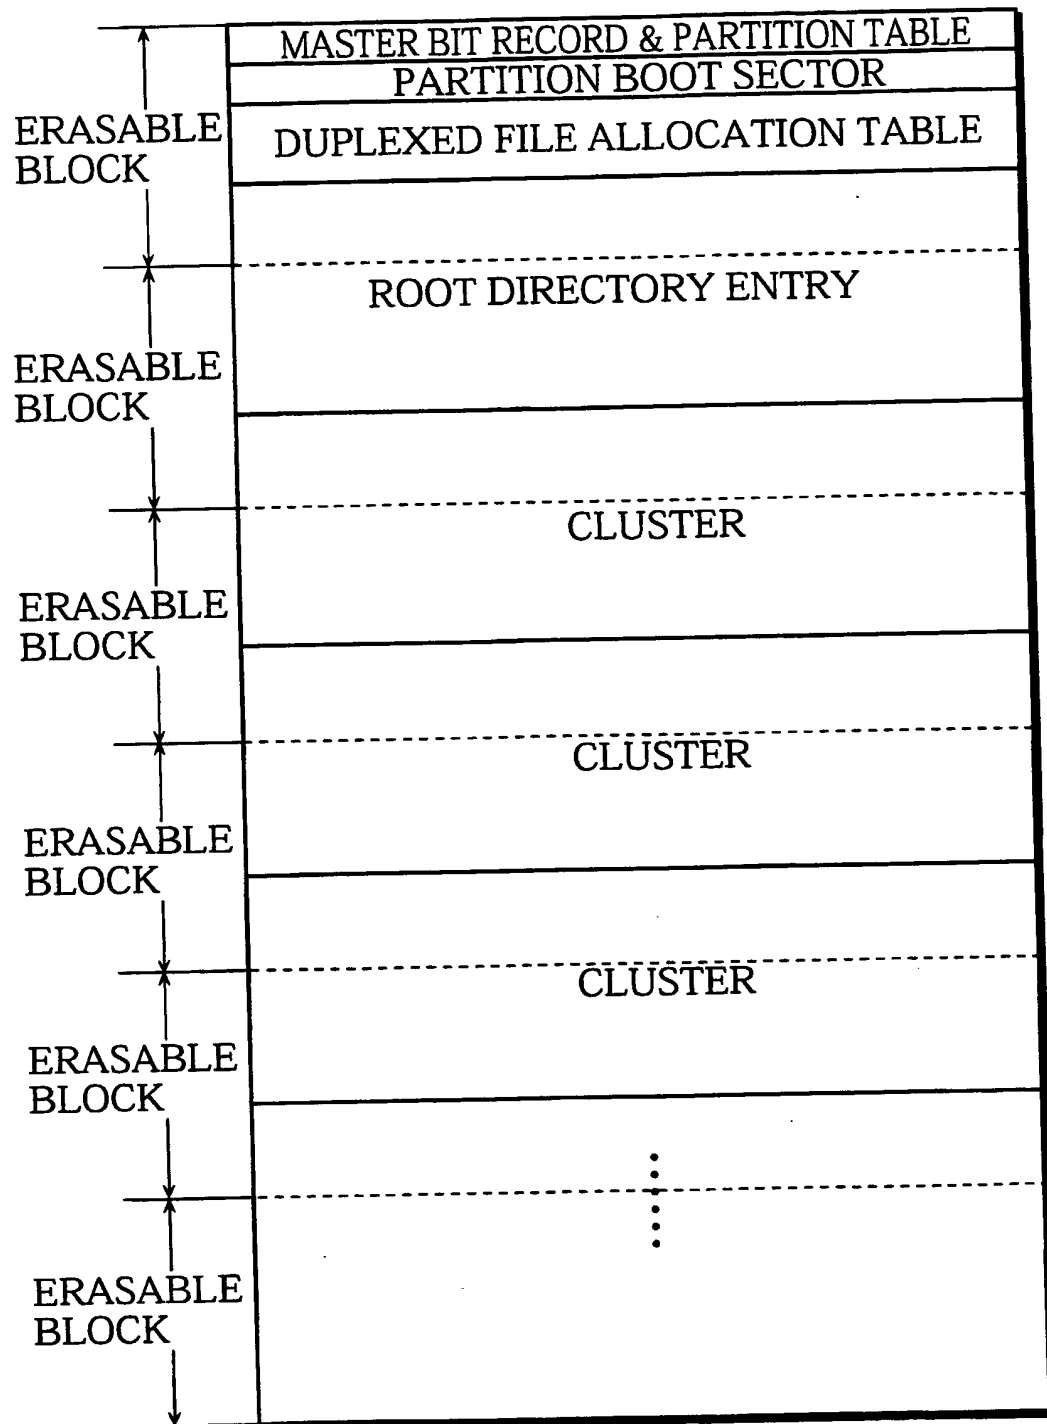 MASTER BIT RECORD & PARTITION TABLE
PARTITION BOOT SECTOR
DUPLEXED FILE ALLOCATION TABLE
ERASABLE
BLOCK
ROOT DIRECTORY ENTRY
ERASABLE
BLOCK
CLUSTER
ERASABLE
BLOCK
CLUSTER
ERASABLE
BLOCK
CLUSTER
ERASABLE
BLOCK
ERASABLE
BLOCK